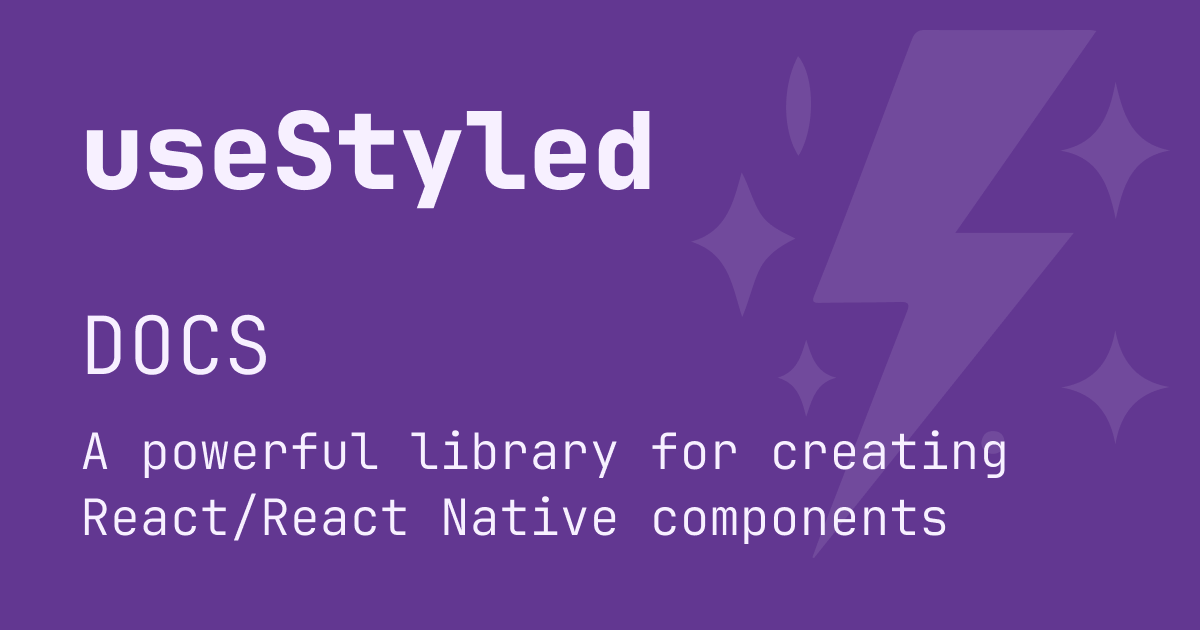 useStyled
DOCS
A powerful library for creating
React/React Native components